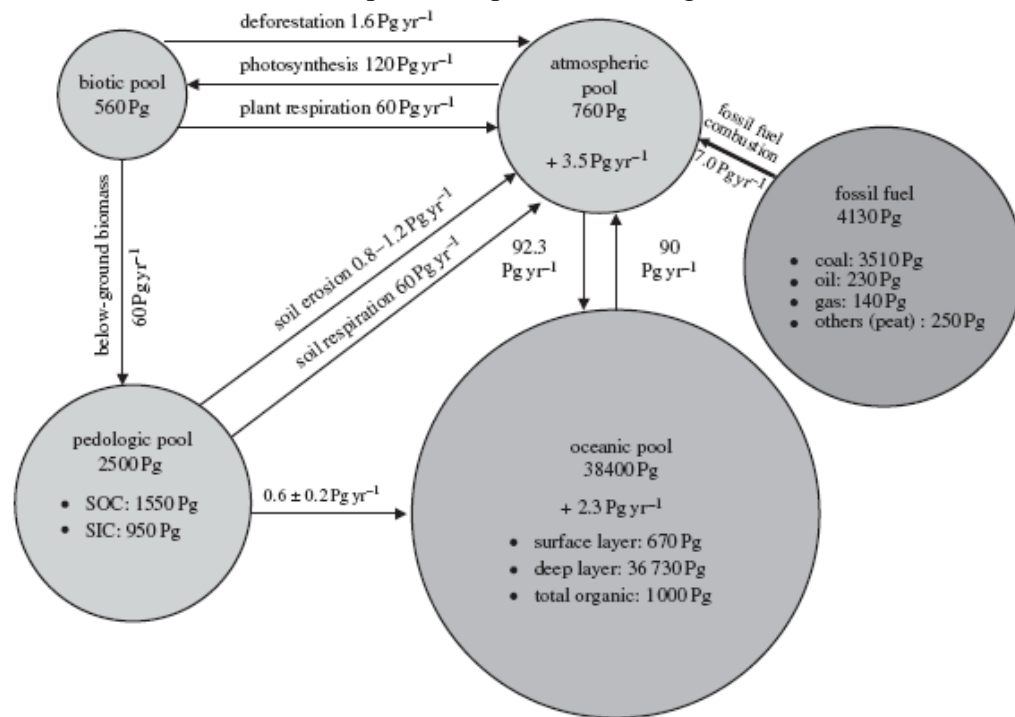 deforestation 1.6 Pg yr⁻¹
photosynthesis 120 Pg yr⁻¹
plant respiration 60 Pg yr⁻¹
biotic pool
560 Pg
atmospheric
pool
760 Pg
+ 3.5 Pg yr⁻¹
fossil fuel
combustion
7.0 Pg yr⁻¹
fossil fuel
4130 Pg
• coal: 3510 Pg
• oil: 230 Pg
• gas: 140 Pg
• others (peat) : 250 Pg
below-ground biomass
60 Pg yr⁻¹
soil erosion 0.8–1.2 Pg yr⁻¹
soil respiration 60 Pg yr⁻¹
92.3
Pg yr⁻¹
90
Pg yr⁻¹
pedologic pool
2500 Pg
• SOC: 1550 Pg
• SIC: 950 Pg
0.6 ± 0.2 Pg yr⁻¹
oceanic pool
38400 Pg
+ 2.3 Pg yr⁻¹
• surface layer: 670 Pg
• deep layer: 36 730 Pg
• total organic: 1000 Pg